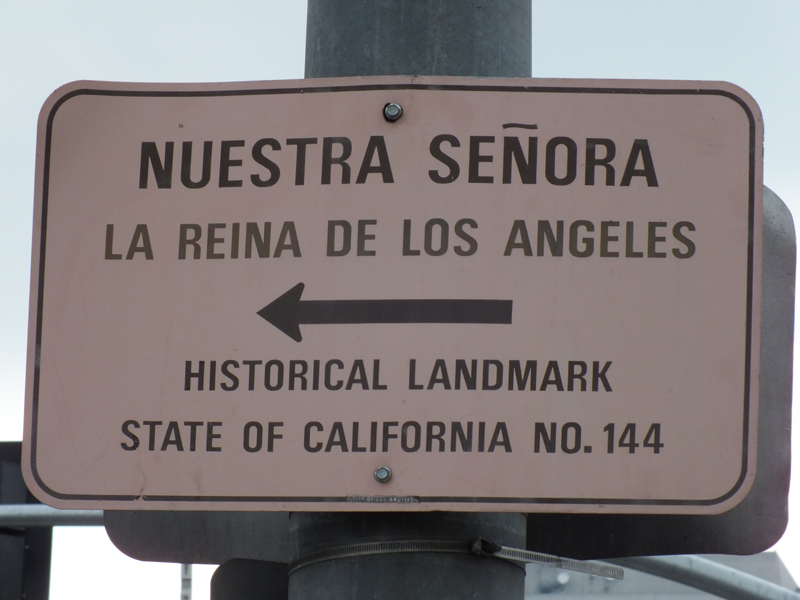 NUESTRA SEÑORA
LA REINA DE LOS ANGELES
HISTORICAL LANDMARK
STATE OF CALIFORNIA NO. 144